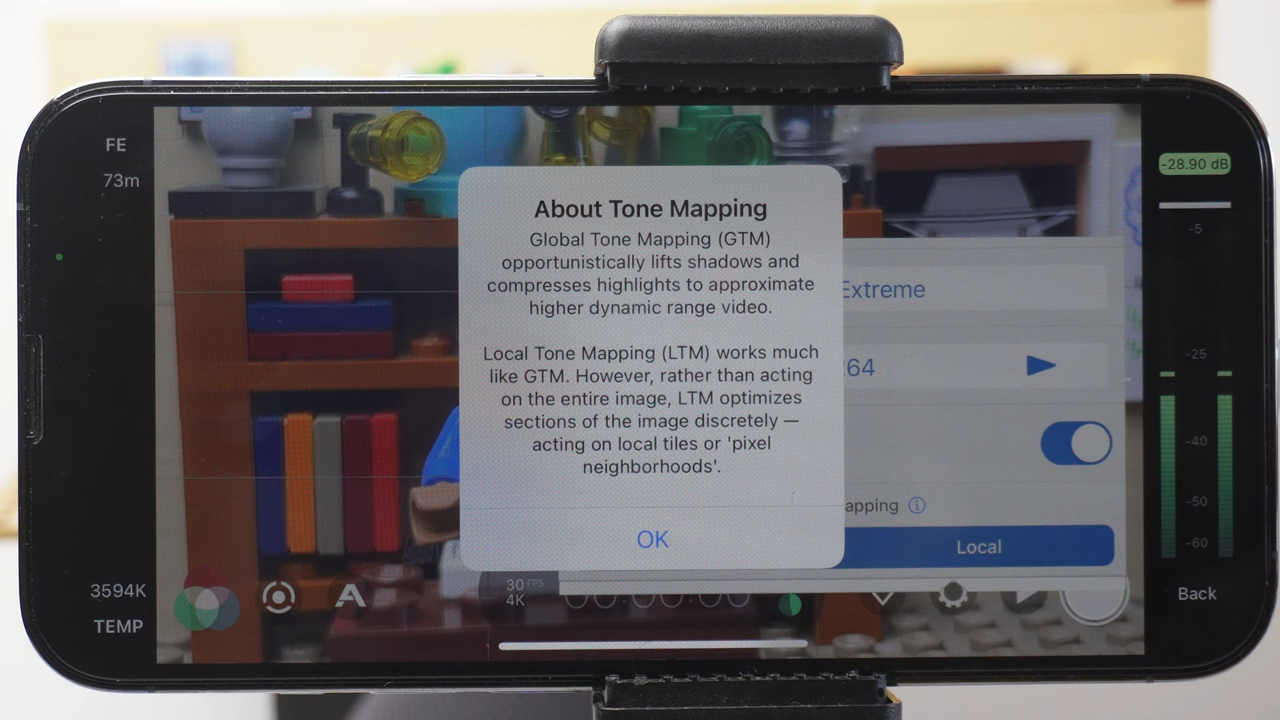 FE
73m
-28.90 dB
-5
-25
-40
-50
-60
About Tone Mapping
Global Tone Mapping (GTM)
opportunistically lifts shadows and
compresses highlights to approximate
higher dynamic range video.
Local Tone Mapping (LTM) works much
like GTM. However, rather than acting
on the entire image, LTM optimizes
sections of the image discretely —
acting on local tiles or 'pixel
neighborhoods'.
OK
Extreme
264
apping
Local
3594K
TEMP
A
30 FPS
4K
Back